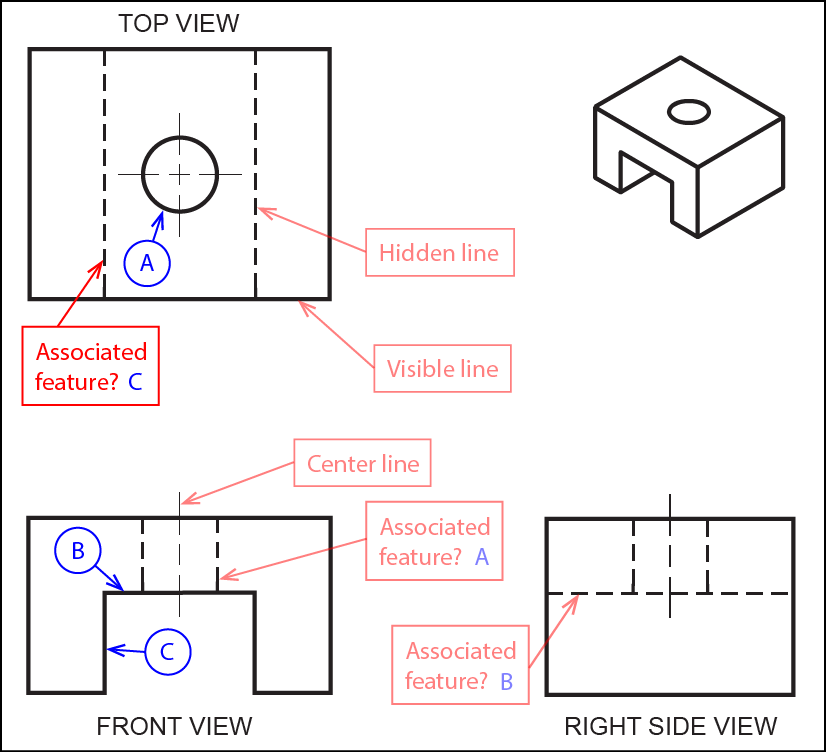 TOP VIEW
A
Hidden line
Associated
feature? C
Visible line
Center line
B
Associated
feature? A
C
Associated
feature? B
FRONT VIEW
RIGHT SIDE VIEW